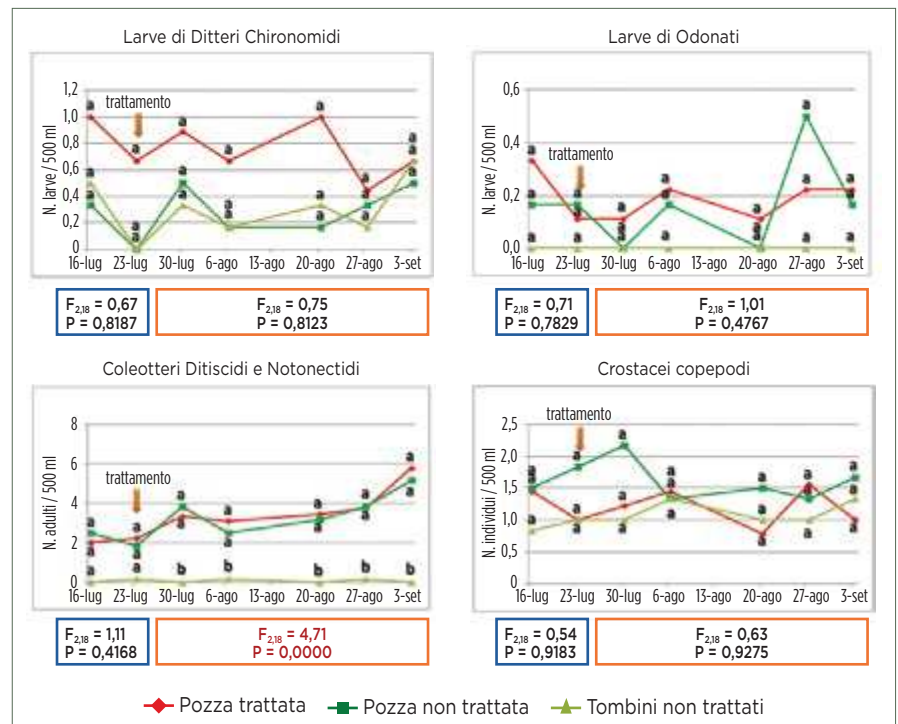 Larve di Ditteri Chironomidi
N. larve / 500 ml
1,2
1,0
0,8
0,6
0,4
0,2
0
trattamento
a a a a a a
a a a a a a
a a a a a a a
16-lug 23-lug 30-lug 6-ago 13-ago 20-ago 27-ago 3-set
F2,18 = 0,67
P = 0,8187
F2,18 = 0,75
P = 0,8123
Larve di Odonati
N. larve / 500 ml
0,6
0,4
0,2
0,0
trattamento
a a a a a a a
a a a a a a a
a a a a a a a
16-lug 23-lug 30-lug 6-ago 13-ago 20-ago 27-ago 3-set
F2,18 = 0,71
P = 0,7829
F2,18 = 1,01
P = 0,4767
Coleotteri Ditiscidi e Notonectidi
N. adulti / 500 ml
8
6
4
2
0
trattamento
a a a a a a a
a a a a a a a
a a b b b b b
16-lug 23-lug 30-lug 6-ago 13-ago 20-ago 27-ago 3-set
F2,18 = 1,11
P = 0,4168
F2,18 = 4,71
P = 0,0000
Crostacei copepodi
N. individui / 500 ml
2,5
2,0
1,5
1,0
0,5
0
trattamento
a a a a a a a
a a a a a a a
a a a a a a a
16-lug 23-lug 30-lug 6-ago 13-ago 20-ago 27-ago 3-set
F2,18 = 0,54
P = 0,9183
F2,18 = 0,63
P = 0,9275
Pozza trattata Pozza non trattata Tombini non trattati